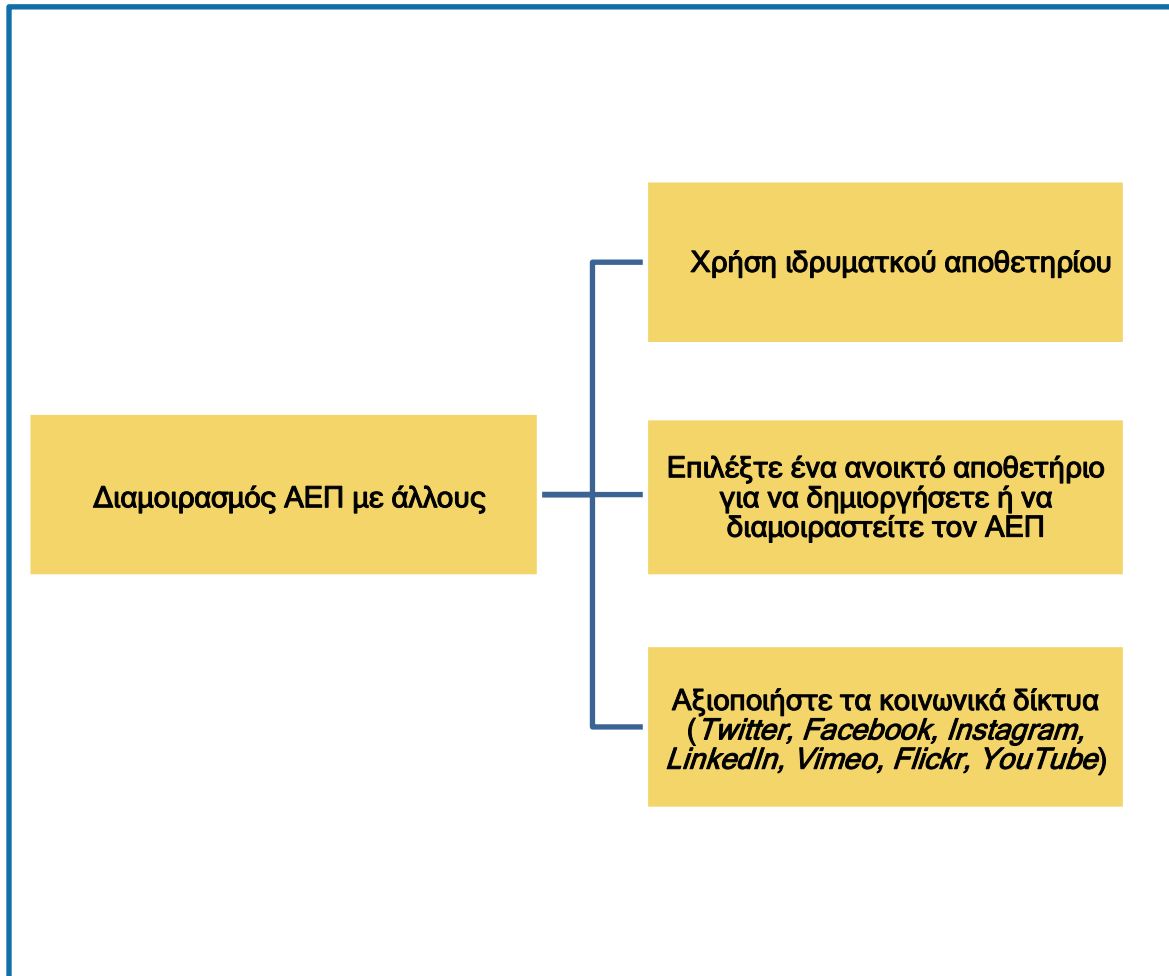 Χρήση ιδρυματκού αποθετηρίου
Διαμοιρασμός ΑΕΠ με άλλους
Επιλέξτε ένα ανοικτό αποθετήριο
για να δημιοργήσετε ή να
διαμοιραστείτε τον ΑΕΠ
Αξιοποιήστε τα κοινωνικά δίκτυα
(Twitter, Facebook, Instagram,
LinkedIn, Vimeo, Flickr, YouTube)